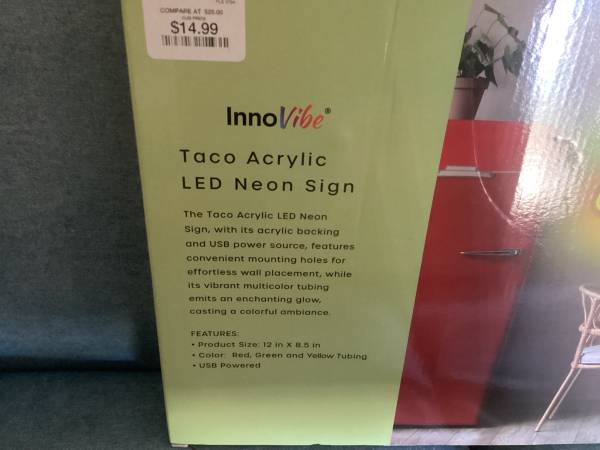 COMPARE AT $25.00
OUR PRICE
$14.99
InnoVibe®
Taco Acrylic
LED Neon Sign
The Taco Acrylic LED Neon
Sign, with its acrylic backing
and USB power source, features
convenient mounting holes for
effortless wall placement, while
its vibrant multicolor tubing
emits an enchanting glow,
casting a colorful ambiance.
FEATURES:
• Product Size: 12 in X 8.5 in
• Color: Red, Green and Yellow Tubing
• USB Powered